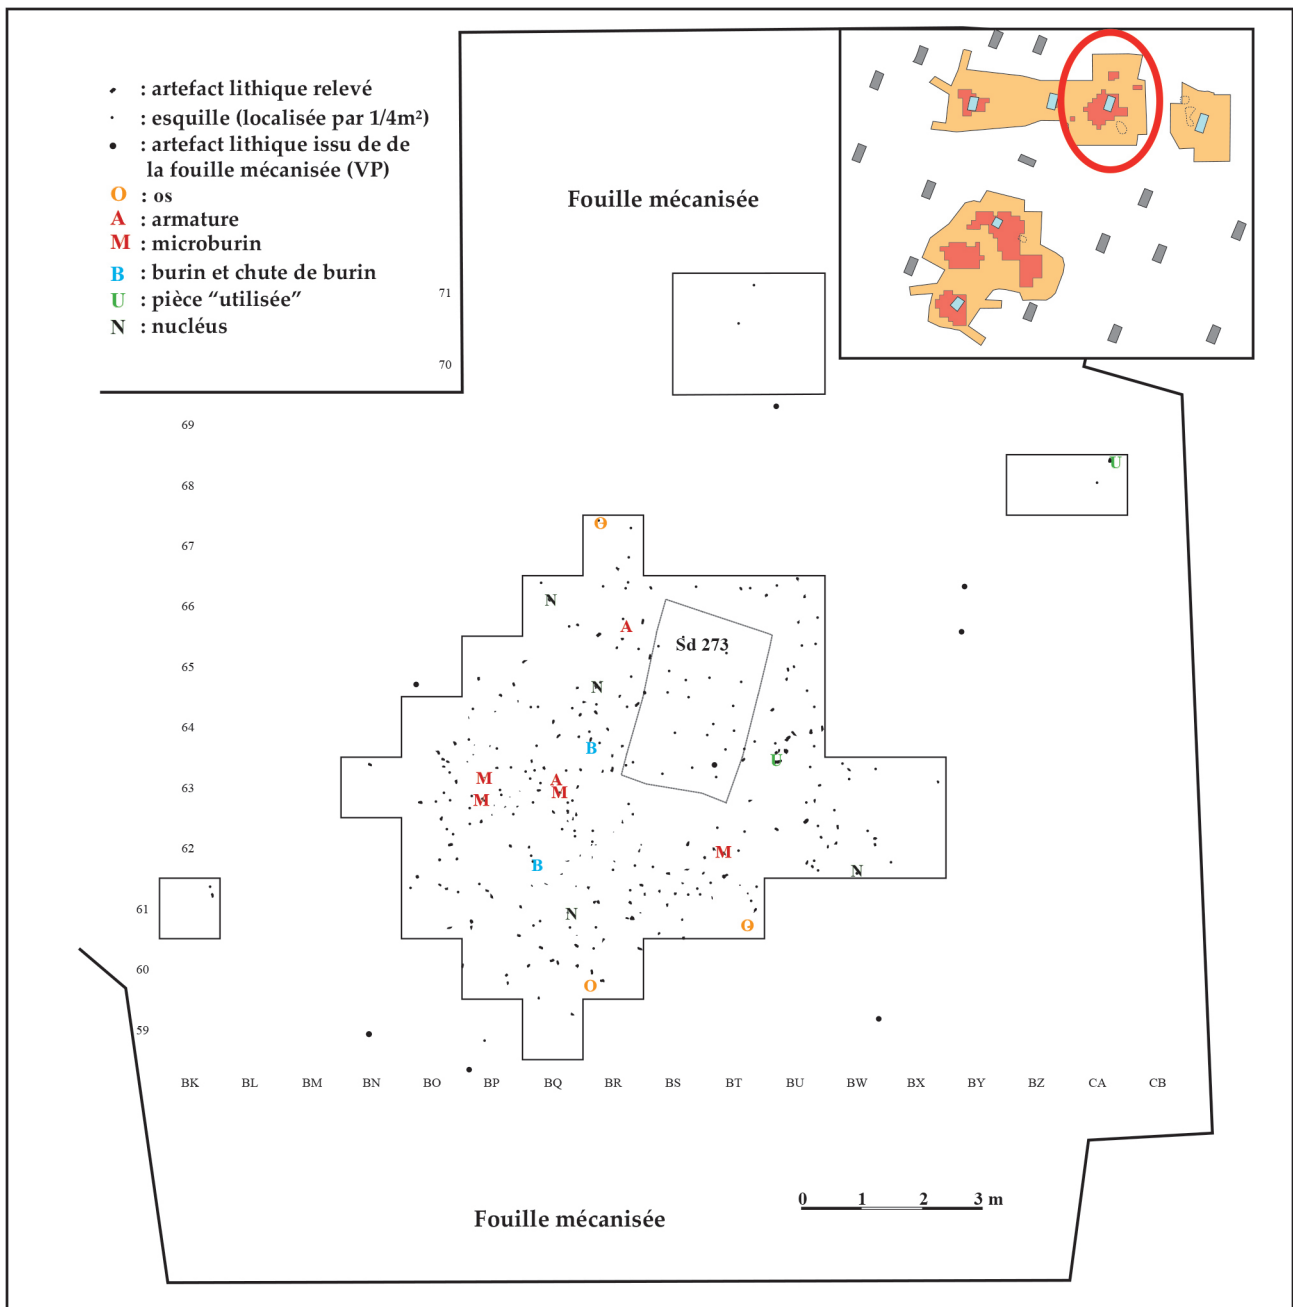 : artefact lithique relevé
: esquille (localisée par 1/4m²)
: artefact lithique issu de de
la fouille mécanisée (VP)
O : os
A : armature
M : microburin
B : burin et chute de burin
U : pièce “utilisée”
N : nucléus
Fouille mécanisée
71
70
69
68
U
67
O
66
N
A
Sd 273
65
N
64
B
U
63
M
A
M
M
62
M
B
N
61
N
O
60
O
59
BK BL BM BN BO BP BQ BR BS BT BU BW BX BY BZ CA CB
0 1 2 3 m
Fouille mécanisée